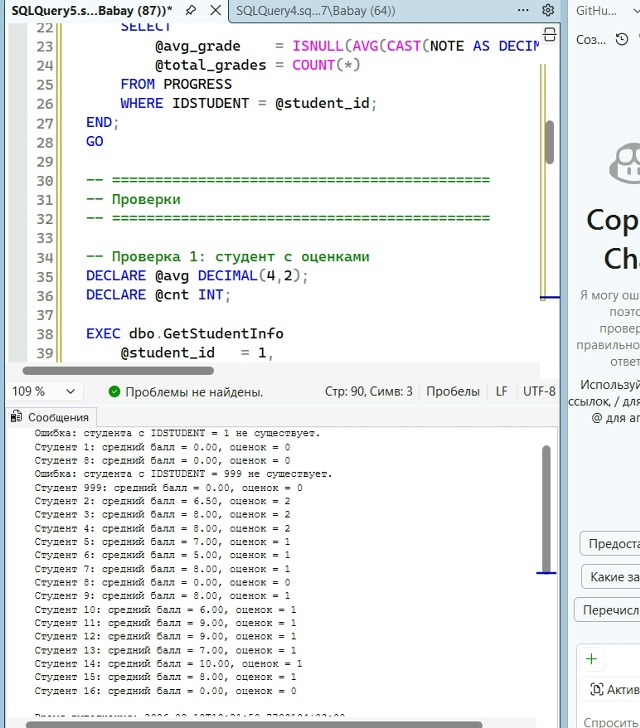 SQLQuery5.s...Babay (87))*
SQLQuery4.sq...7\Babay (64))
GitHu...
Соз...
22 SELECT
23 @avg_grade = ISNULL(AVG(CAST(NOTE AS DECIM
24 @total_grades = COUNT(*)
25 FROM PROGRESS
26 WHERE IDSTUDENT = @student_id;
27 END;
28 GO
29
30 -- ============================================
31 -- Проверки
32 -- ============================================
33
34 -- Проверка 1: студент с оценками
35 DECLARE @avg DECIMAL(4,2);
36 DECLARE @cnt INT;
37
38 EXEC dbo.GetStudentInfo
39 @student_id = 1,
109 %
Проблемы не найдены.
Стр: 90, Симв: 3
Пробелы
LF
UTF-8
Сообщения
Ошибка: студента с IDSTUDENT = 1 не существует.
Студент 1: средний балл = 0.00, оценок = 0
Студент 8: средний балл = 0.00, оценок = 0
Ошибка: студента с IDSTUDENT = 999 не существует.
Студент 999: средний балл = 0.00, оценок = 0
Студент 2: средний балл = 6.50, оценок = 2
Студент 3: средний балл = 8.00, оценок = 2
Студент 4: средний балл = 8.00, оценок = 2
Студент 5: средний балл = 7.00, оценок = 1
Студент 6: средний балл = 5.00, оценок = 1
Студент 7: средний балл = 8.00, оценок = 1
Студент 8: средний балл = 0.00, оценок = 0
Студент 9: средний балл = 8.00, оценок = 1
Студент 10: средний балл = 6.00, оценок = 1
Студент 11: средний балл = 9.00, оценок = 1
Студент 12: средний балл = 9.00, оценок = 1
Студент 13: средний балл = 7.00, оценок = 1
Студент 14: средний балл = 10.00, оценок = 1
Студент 15: средний балл = 8.00, оценок = 1
Студент 16: средний балл = 0.00, оценок = 0
Cop
Cha
Я могу ош
поэто
провер
правильно
ответ
Используй
ссылок, / для
@ для аг
Предоста
Какие за
Перечисл
Актив
Спросить